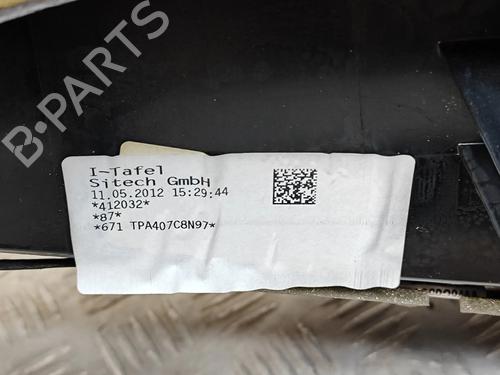 B-PARTS
I-Tafel
Sitech GmbH
11.05.2012 15:29:44
*412032*
*87*
*671 TPA407C8N97*